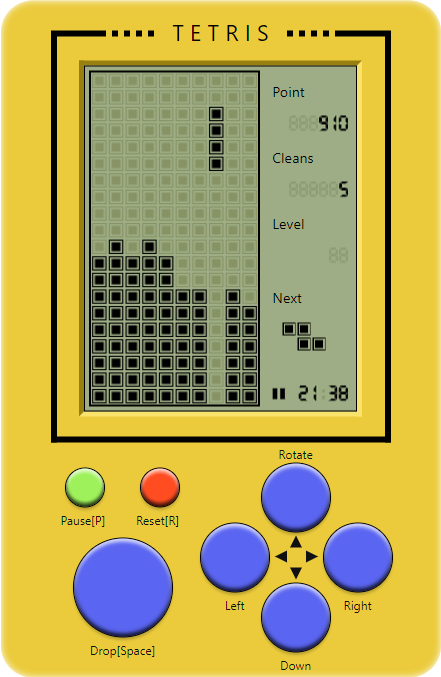 TETRIS
Point
910
Cleans
5
Level
Next
21:38
Rotate
Pause[P]
Reset[R]
Left
Right
Drop[Space]
Down